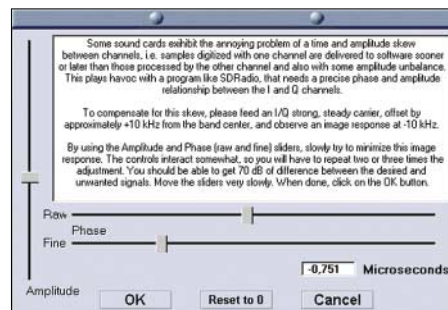 Some sound cards exihibit the annoying problem of a time and amplitude skew
between channels, i.e. samples digitized with one channel are delivered to software sooner
or later than those processed by the other channel and also with some amplitude unbalance.
This plays havoc with a program like SDRadio, that needs a precise phase and amplitude
relationship between the I and Q channels.
To compensate for this skew, please feed an I/Q strong, steady carrier, offset by
approximately +10 kHz from the band center, and observe an image response at -10 kHz.
By using the Amplitude and Phase (raw and fine) sliders, slowly try to minimize this image
response. The controls interact somewhat, so you will have to repeat two or three times the
adjustment. You should be able to get 70 dB of difference between the desired and
unwanted signals. Move the sliders very slowly. When done, click on the OK button.
Raw
Phase
Fine
-0,751 Microseconds
Amplitude
OK Reset to 0 Cancel